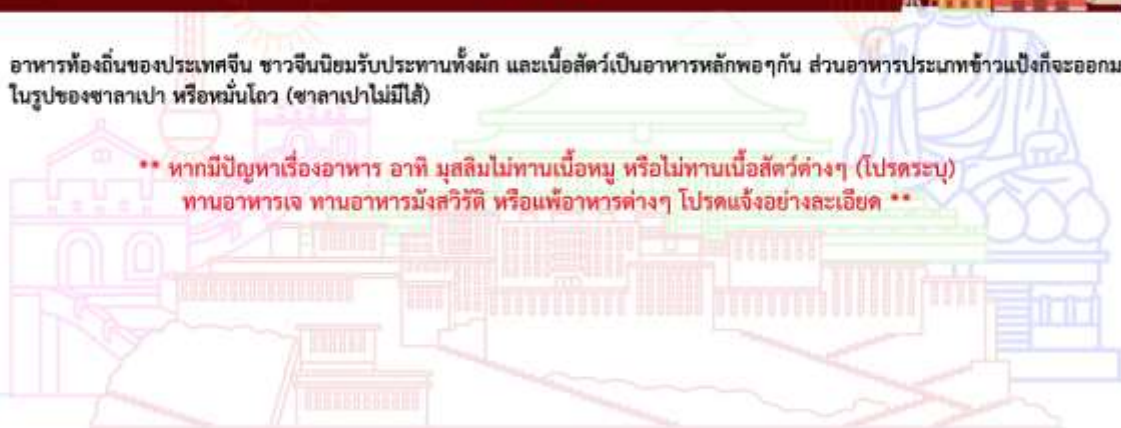 อาหารท้องถิ่นของประเทศจีน ชาวจีนนิยมรับประทานทั้งผัก และเนื้อสัตว์เป็นอาหารหลักพอๆกัน ส่วนอาหารประเภทข้าวแป้งก็จะออกม
ในรูปของซาลาเปา หรือหมั่นโถว (ซาลาเปาไม่มีไส้)
** หากมีปัญหาเรื่องอาหาร อาทิ มุสลิมไม่ทานเนื้อหมู หรือไม่ทานเนื้อสัตว์ต่างๆ (โปรดระบุ)
ทานอาหารเจ ทานอาหารมังสวิรัติ หรือแพ้อาหารต่างๆ โปรดแจ้งอย่างละเอียด **